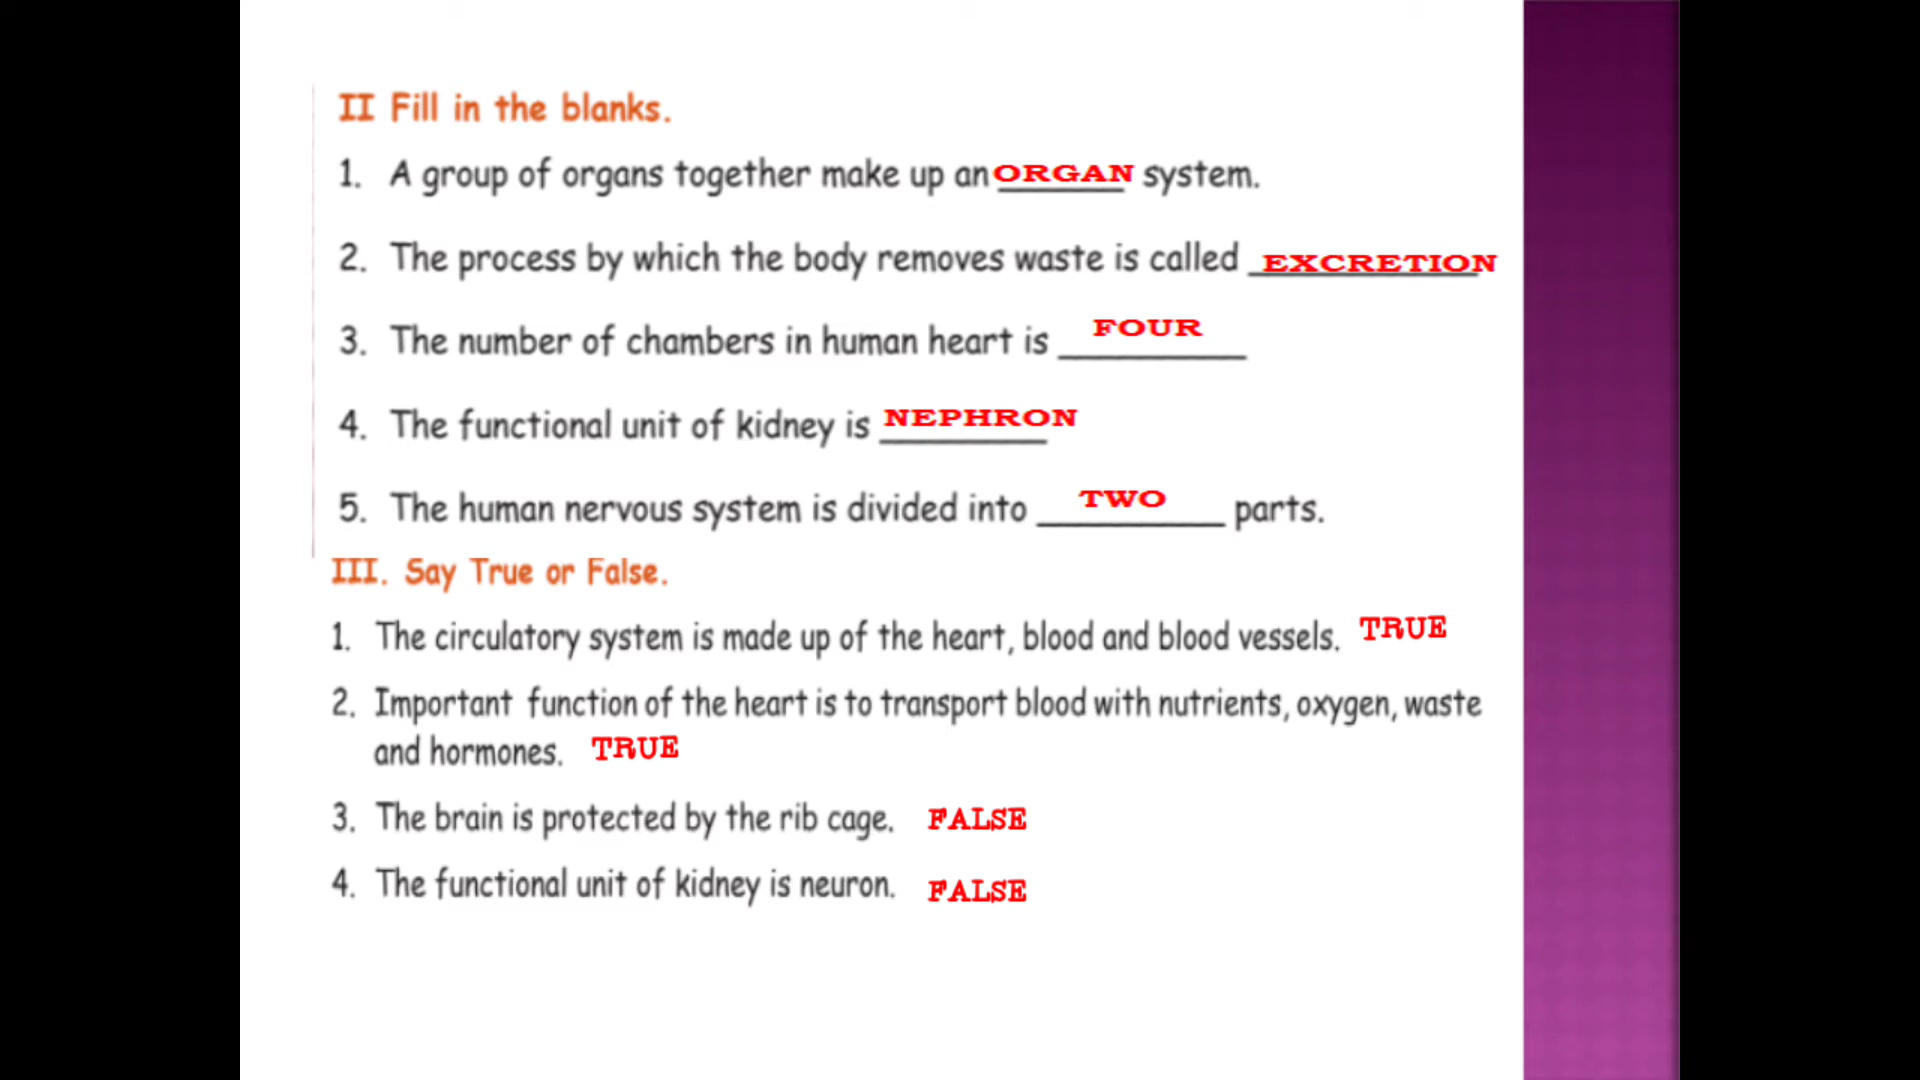 II Fill in the blanks.
1. A group of organs together make up an ORGAN system.
2. The process by which the body removes waste is called EXCRETION
3. The number of chambers in human heart is FOUR
4. The functional unit of kidney is NEPHRON
5. The human nervous system is divided into TWO parts.
III. Say True or False.
1. The circulatory system is made up of the heart, blood and blood vessels. TRUE
2. Important function of the heart is to transport blood with nutrients, oxygen, waste
and hormones. TRUE
3. The brain is protected by the rib cage. FALSE
4. The functional unit of kidney is neuron. FALSE